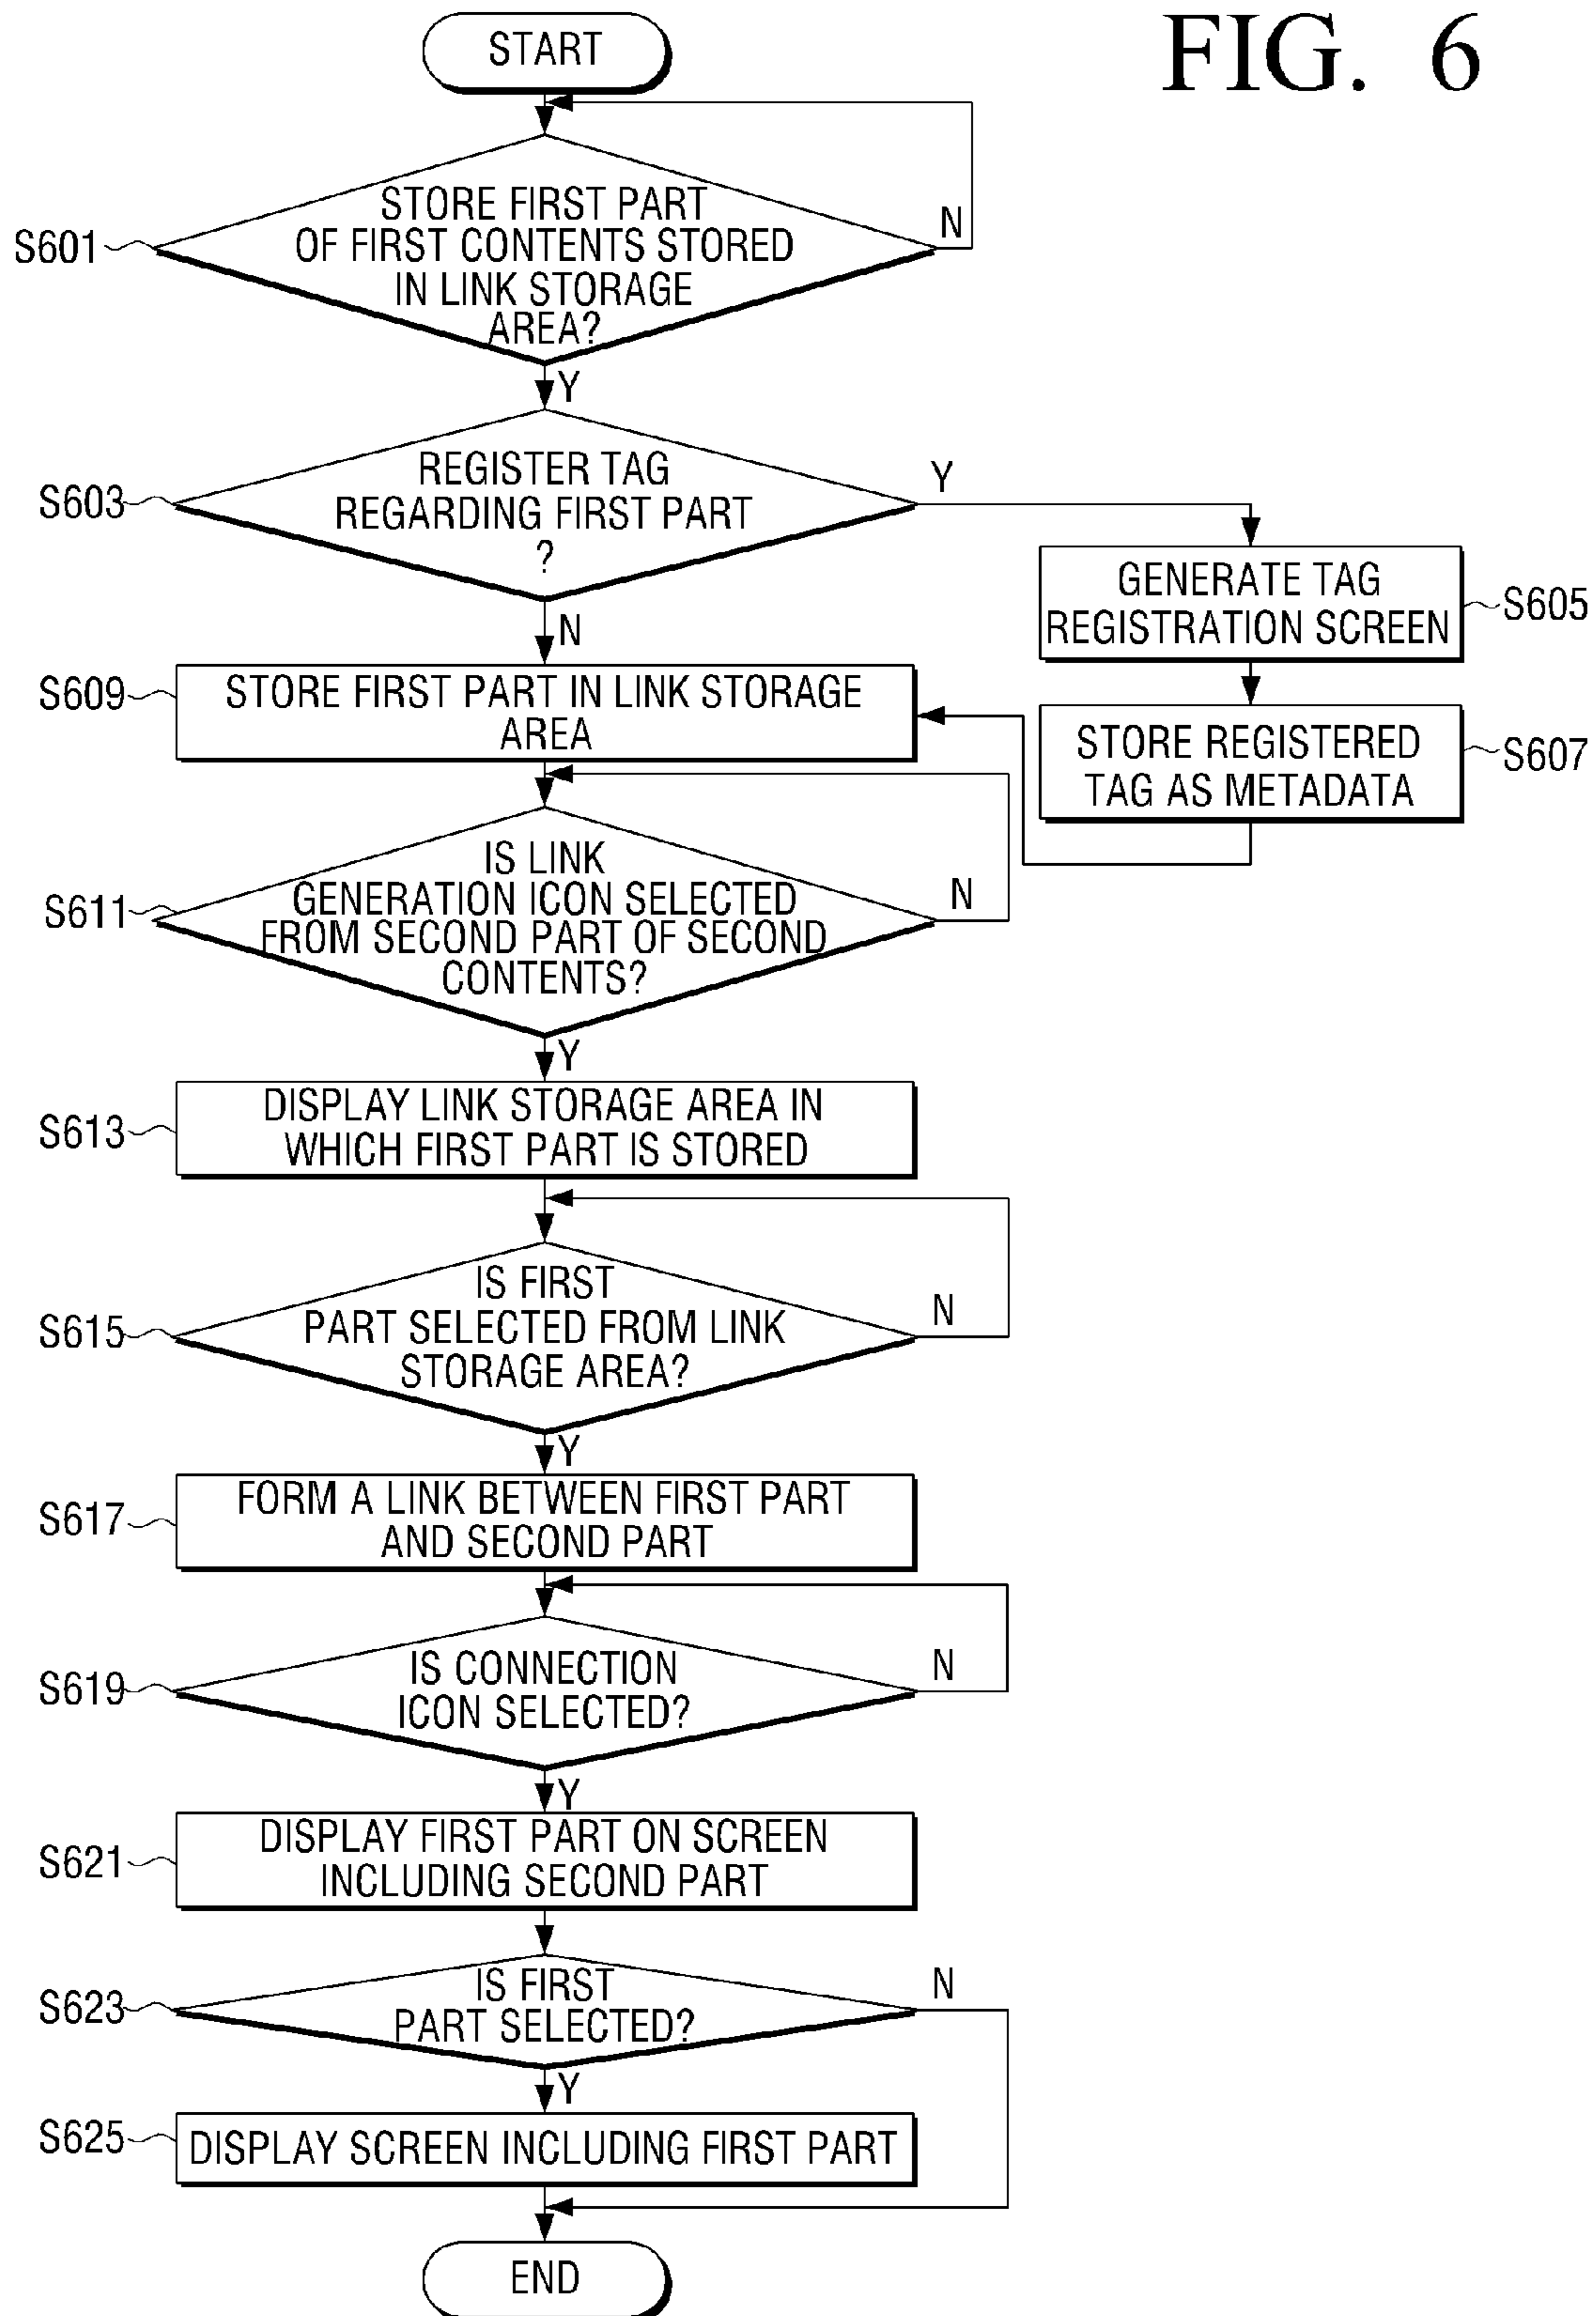 FIG. 6
START
STORE FIRST PART
OF FIRST CONTENTS STORED
IN LINK STORAGE
AREA?
S601
N
Y
REGISTER TAG
REGARDING FIRST PART
?
S603
Y
N
GENERATE TAG
REGISTRATION SCREEN
S605
STORE REGISTERED
TAG AS METADATA
S607
S609
STORE FIRST PART IN LINK STORAGE
AREA
IS LINK
GENERATION ICON SELECTED
FROM SECOND PART OF SECOND
CONTENTS?
S611
N
Y
S613
DISPLAY LINK STORAGE AREA IN
WHICH FIRST PART IS STORED
IS FIRST
PART SELECTED FROM LINK
STORAGE AREA?
S615
N
Y
S617
FORM A LINK BETWEEN FIRST PART
AND SECOND PART
IS CONNECTION
ICON SELECTED?
S619
N
Y
S621
DISPLAY FIRST PART ON SCREEN
INCLUDING SECOND PART
IS FIRST
PART SELECTED?
S623
N
Y
S625
DISPLAY SCREEN INCLUDING FIRST PART
END